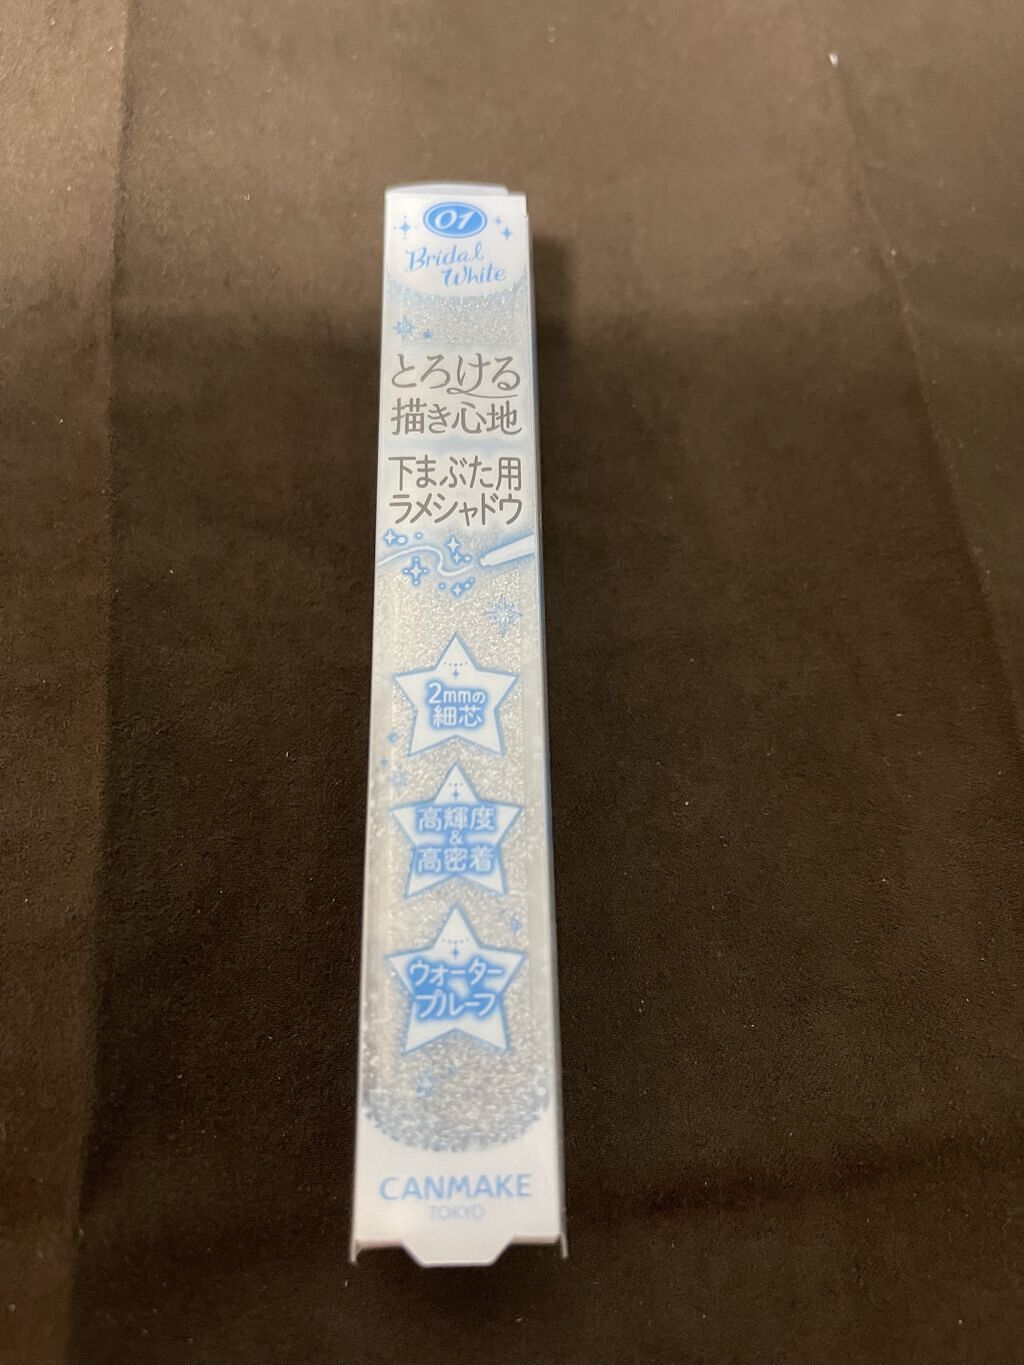 01
Bridal
White
とろける
描き心地
下まぶた用
ラメシャドウ
2mmの
細芯
高輝度
&
高密着
ウォーター
プルーフ
CANMAKE
TOKYO